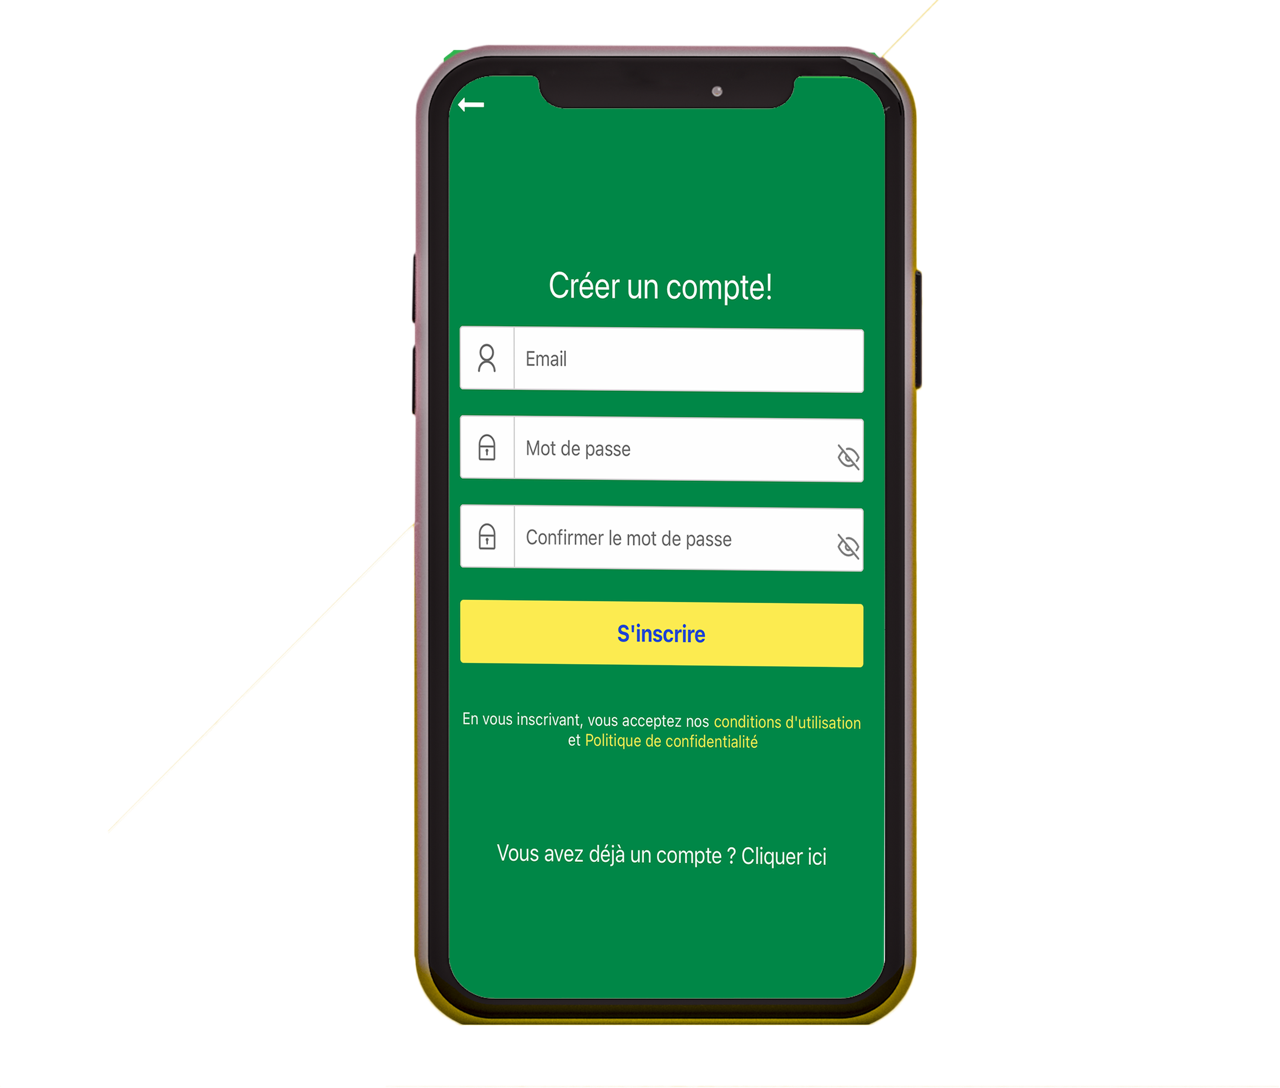 Créer un compte!
Email
Mot de passe
Confirmer le mot de passe
S'inscrire
En vous inscrivant, vous acceptez nos conditions d'utilisation
et Politique de confidentialité
Vous avez déjà un compte ? Cliquer ici